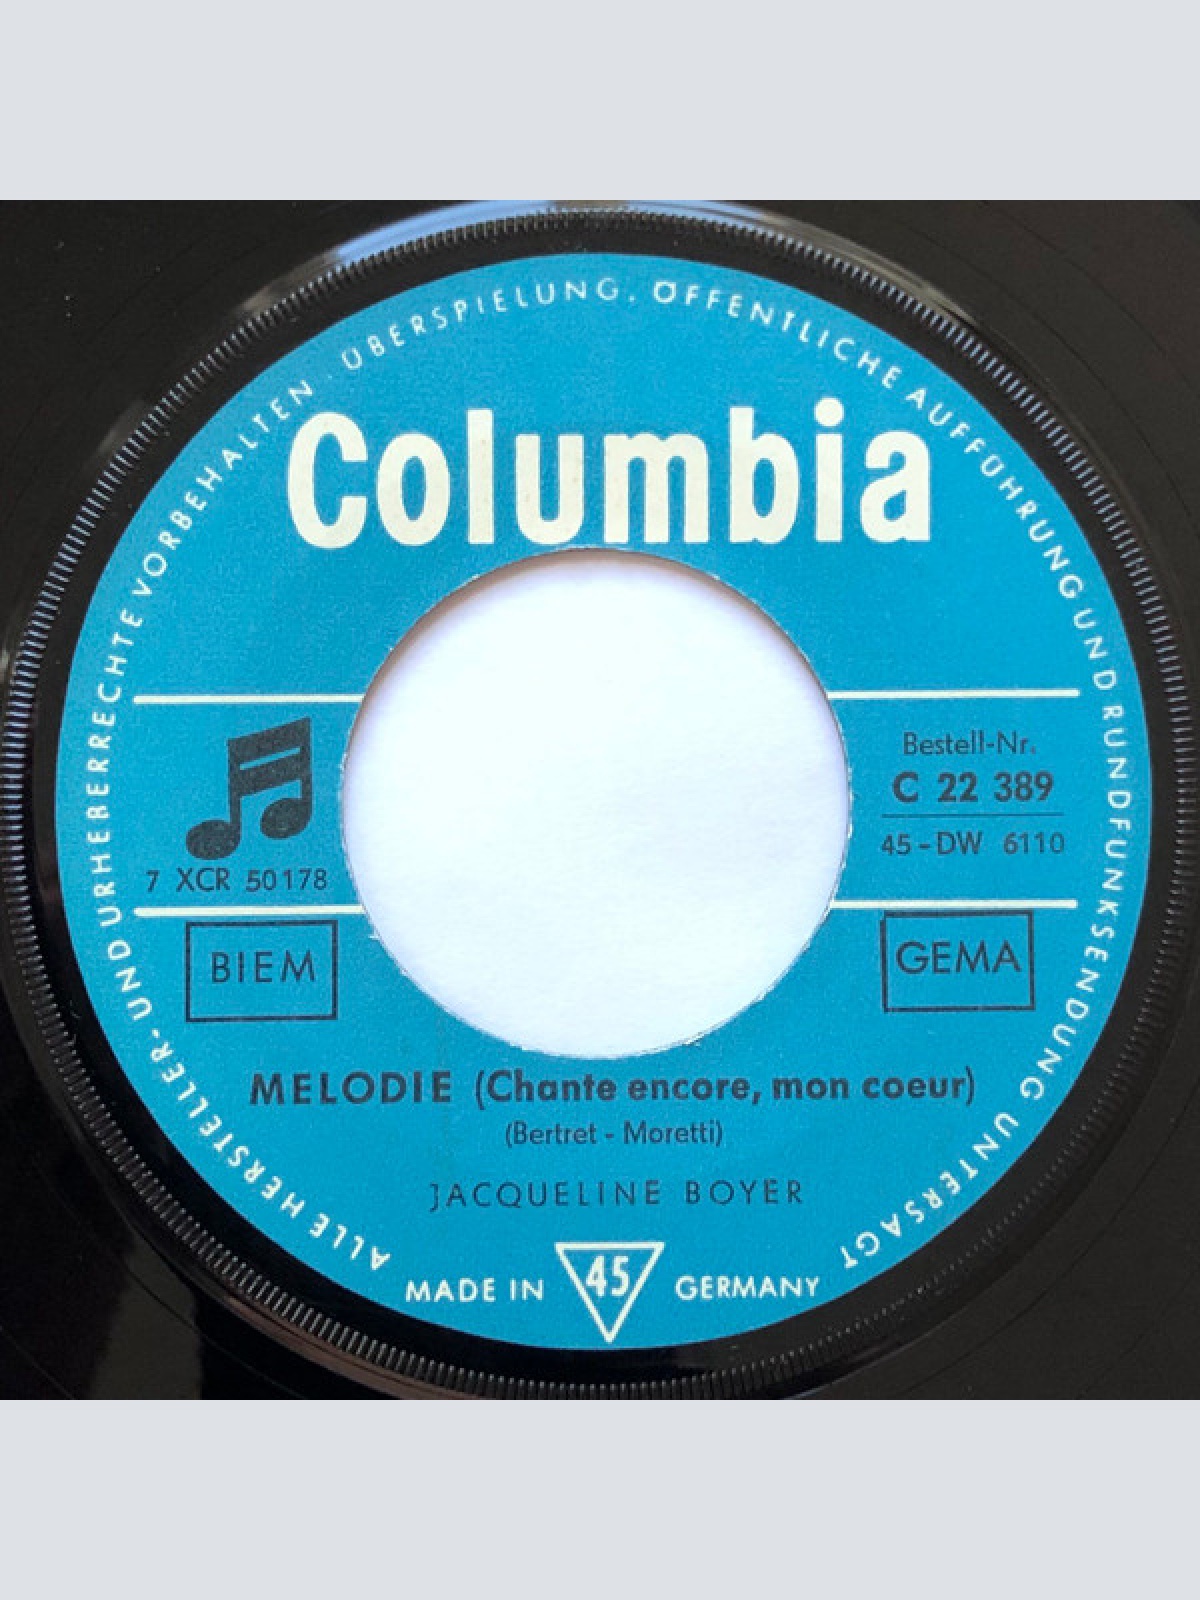 ALLE HERSTELLER- UND URHEBERRECHTE VORBEHALTEN. ÜBERSPIELUNG, ÖFFENTLICHE AUFFÜHRUNG UND RUNDFUNKSENDUNG UNTERSAGT
Columbia
Bestell-Nr.
C 22 389
45-DW 6110
7 XCR 50178
BIEM
GEMA
MELODIE (Chante encore, mon coeur)
(Bertret - Moretti)
JACQUELINE BOYER
MADE IN 45 GERMANY